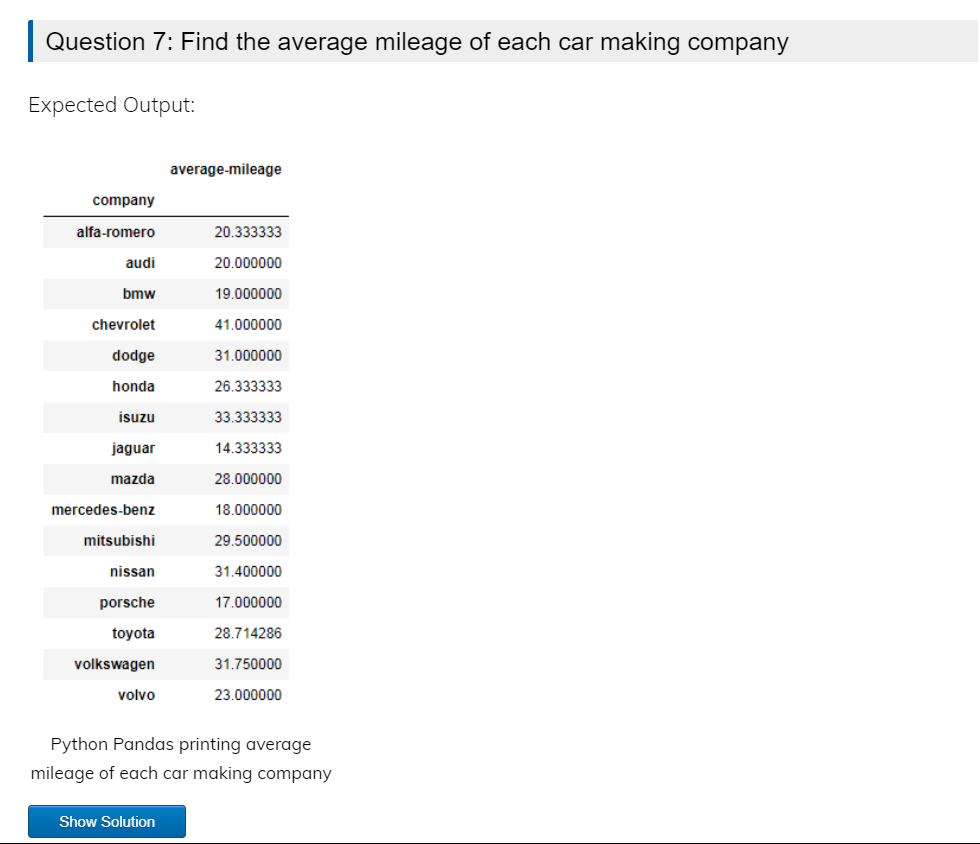 Question 7: Find the average mileage of each car making company
Expected Output:
average-mileage
company
alfa-romero 20.333333
audi 20.000000
bmw 19.000000
chevrolet 41.000000
dodge 31.000000
honda 26.333333
isuzu 33.333333
jaguar 14.333333
mazda 28.000000
mercedes-benz 18.000000
mitsubishi 29.500000
nissan 31.400000
porsche 17.000000
toyota 28.714286
volkswagen 31.750000
volvo 23.000000
Python Pandas printing average
mileage of each car making company
Show Solution